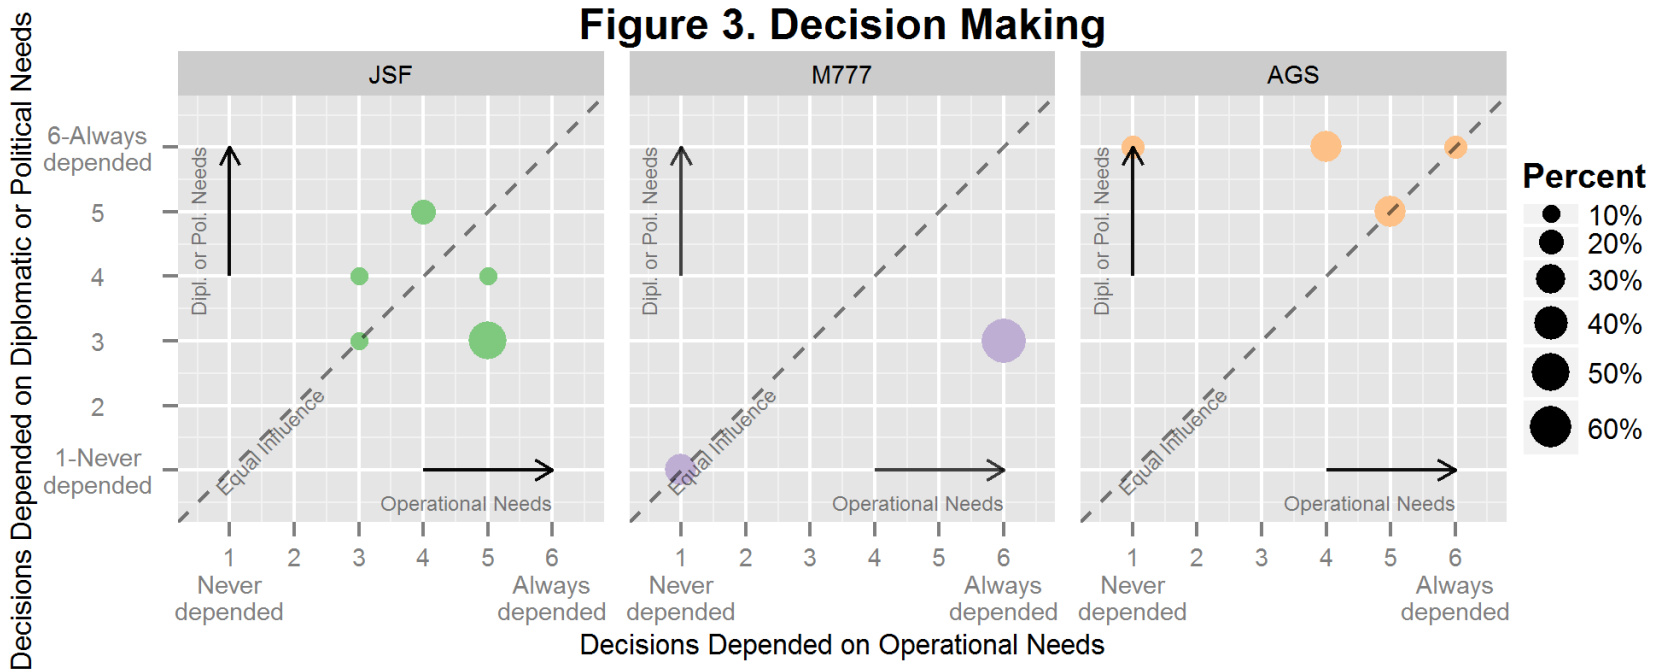 Figure 3. Decision Making
Decisions Depended on Diplomatic or Political Needs
JSF
M777
AGS
6-Always
depended
5
4
3
2
1-Never
depended
Dipl. or Pol. Needs
Equal Influence
Operational Needs
Dipl. or Pol. Needs
Equal Influence
Operational Needs
Dipl. or Pol. Needs
Equal Influence
Operational Needs
1 2 3 4 5 6
Never Always
depended depended
1 2 3 4 5 6
Never Always
depended depended
1 2 3 4 5 6
Never Always
depended depended
Decisions Depended on Operational Needs
Percent
10%
20%
30%
40%
50%
60%